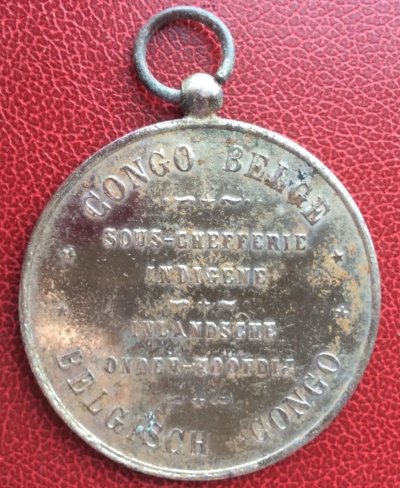 CONGO BELGE
SOUS-CHEFFERIE
INDIGENE
INLANDSCHE
ONDER-HOOFDIJ
BELGISCH CONGO